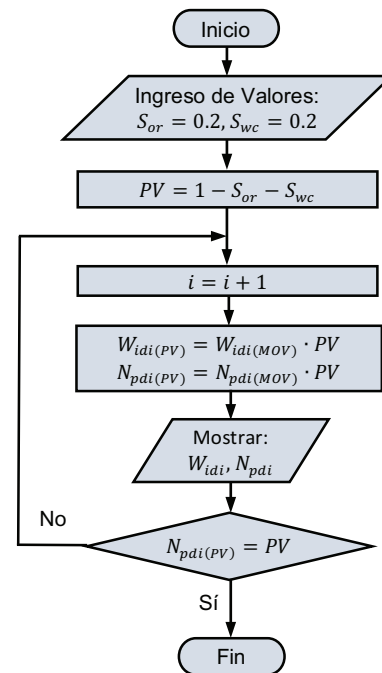 Inicio
Ingreso de Valores:
S_or = 0.2, S_wc = 0.2
PV = 1 − S_or − S_wc
i = i + 1
W_idi(PV) = W_idi(MOV) · PV
N_pdi(PV) = N_pdi(MOV) · PV
Mostrar:
W_idi, N_pdi
No
N_pdi(PV) = PV
Sí
Fin